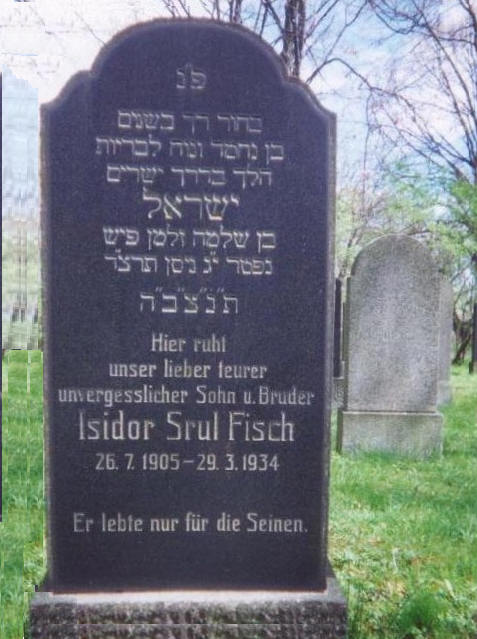 פ״נ
בחור רך בשנים
בן נחמד ונוח לבריות
הלך בדרך ישרים
ישראל
בן שלמה זלמן פיש
נפטר י״ג ניסן תרצ״ד
ת״נ״צ״ב״ה
Hier ruht
unser lieber teurer
unvergesslicher Sohn u. Bruder
Isidor Srul Fisch
26. 7. 1905 – 29. 3. 1934
Er lebte nur für die Seinen.